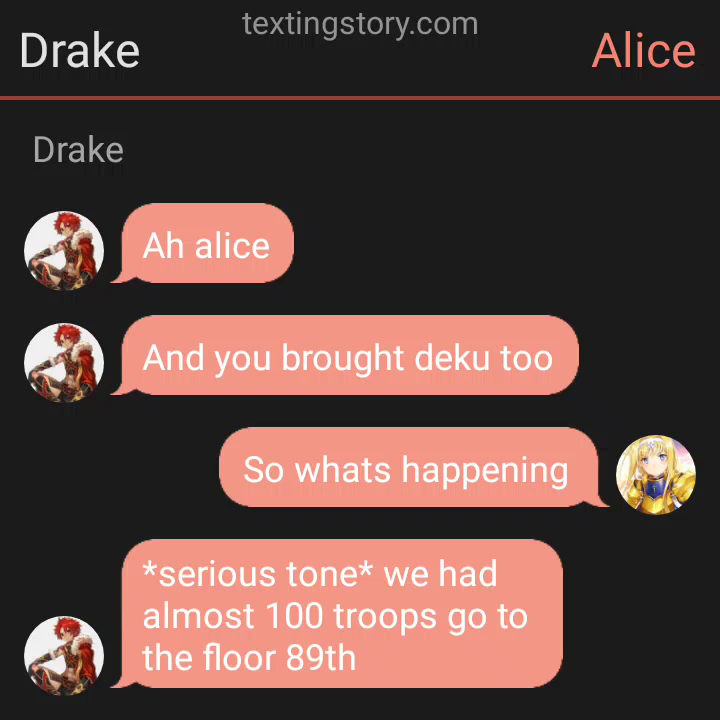 textingstory.com
Drake
Alice
Drake
Ah alice
And you brought deku too
So whats happening
*serious tone* we had
almost 100 troops go to
the floor 89th